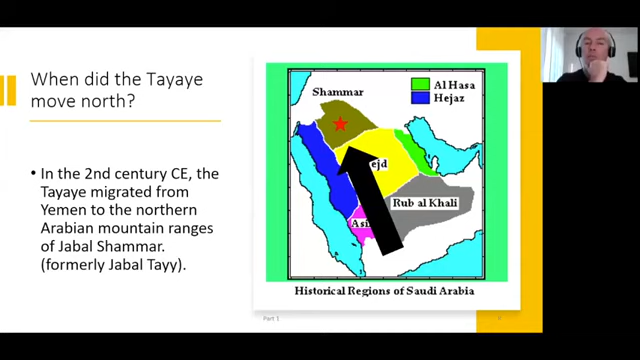 When did the Tayaye
move north?
• In the 2nd century CE, the
Tayaye migrated from
Yemen to the northern
Arabian mountain ranges
of Jabal Shammar.
(formerly Jabal Tayy).
Shammar
Al Hasa
Hejaz
ejd
Rub al Khali
Asi
Historical Regions of Saudi Arabia
Part 1